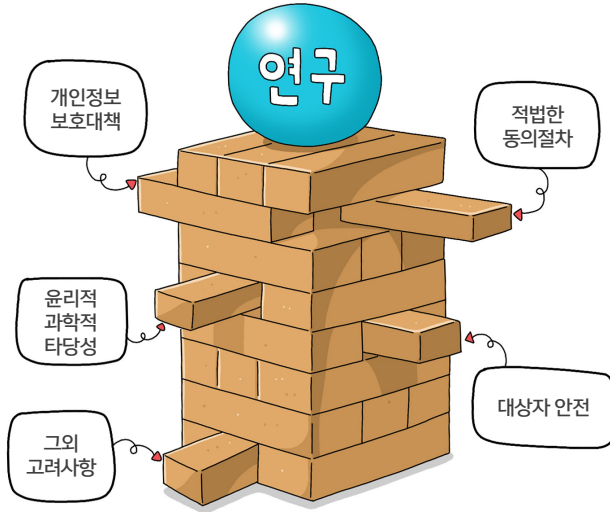 연구
개인정보
보호대책
적법한
동의절차
윤리적
과학적
타당성
대상자 안전
그외
고려사항